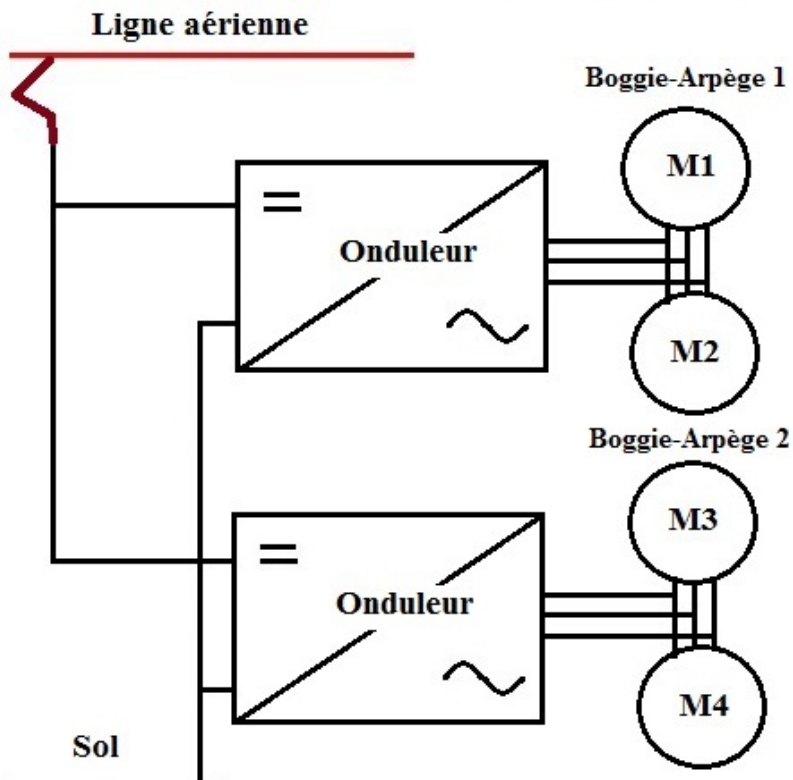 Ligne aérienne
Boggie-Arpège 1
M1
Onduleur
M2
Boggie-Arpège 2
M3
Onduleur
M4
Sol